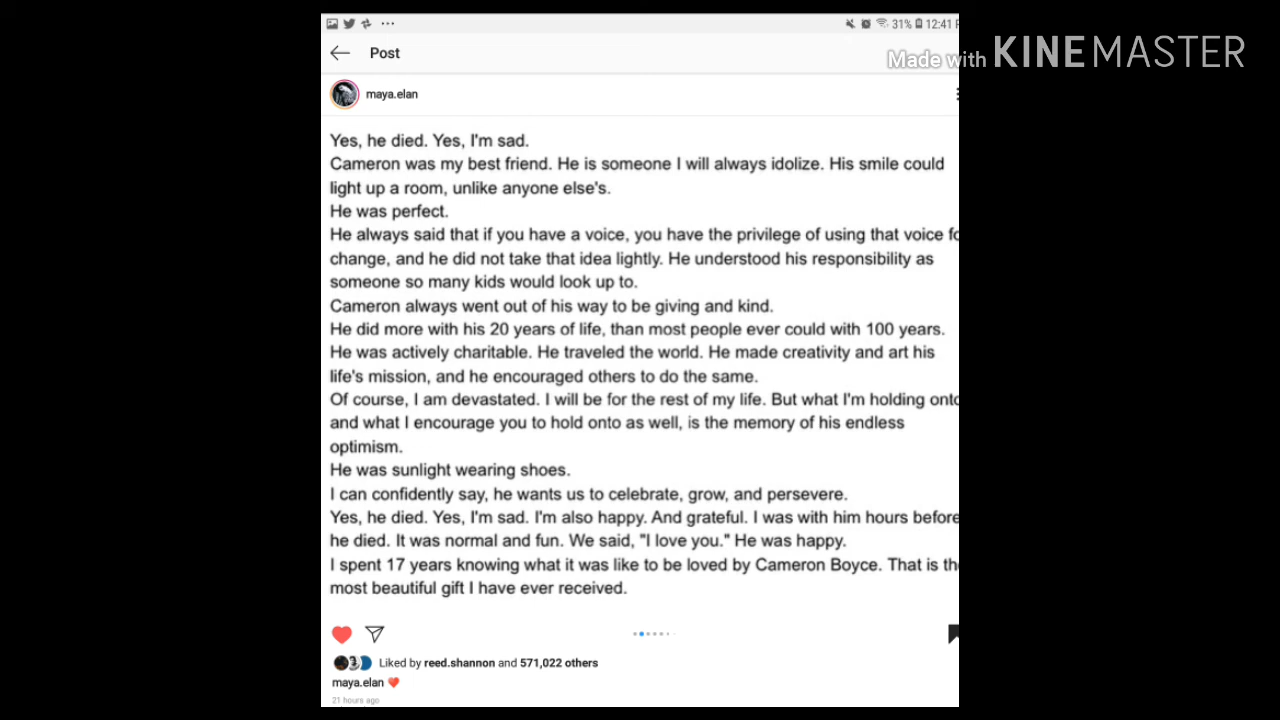 31% 12:41 P
Post
Made with KINEMASTER
maya.elan
Yes, he died. Yes, I'm sad.
Cameron was my best friend. He is someone I will always idolize. His smile could
light up a room, unlike anyone else's.
He was perfect.
He always said that if you have a voice, you have the privilege of using that voice fo
change, and he did not take that idea lightly. He understood his responsibility as
someone so many kids would look up to.
Cameron always went out of his way to be giving and kind.
He did more with his 20 years of life, than most people ever could with 100 years.
He was actively charitable. He traveled the world. He made creativity and art his
life's mission, and he encouraged others to do the same.
Of course, I am devastated. I will be for the rest of my life. But what I'm holding onto
and what I encourage you to hold onto as well, is the memory of his endless
optimism.
He was sunlight wearing shoes.
I can confidently say, he wants us to celebrate, grow, and persevere.
Yes, he died. Yes, I'm sad. I'm also happy. And grateful. I was with him hours before
he died. It was normal and fun. We said, "I love you." He was happy.
I spent 17 years knowing what it was like to be loved by Cameron Boyce. That is th
most beautiful gift I have ever received.
Liked by reed.shannon and 571,022 others
maya.elan ❤️
21 hours ago